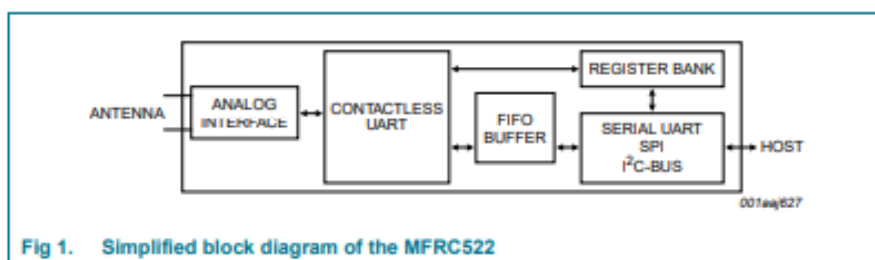 ANTENNA
ANALOG
INTERFACE
CONTACTLESS
UART
FIFO
BUFFER
REGISTER BANK
SERIAL UART
SPI
I²C-BUS
HOST
001aaj627
Fig 1. Simplified block diagram of the MFRC522